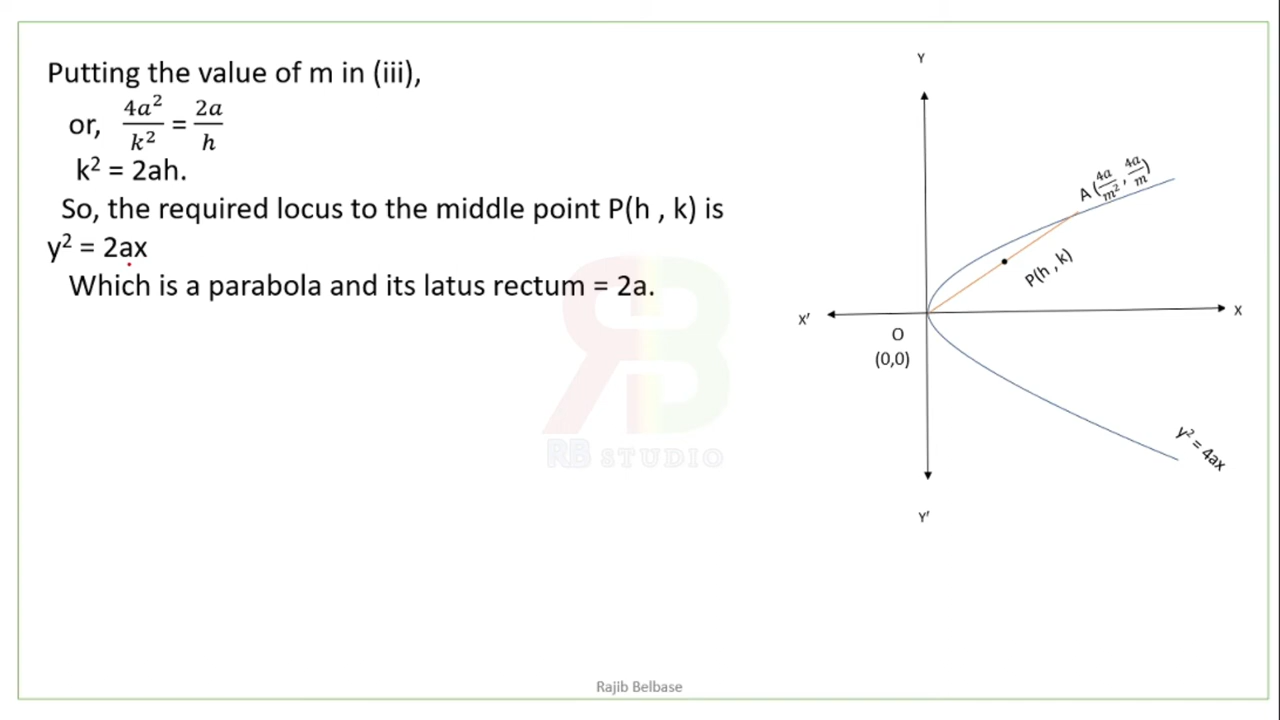 Putting the value of m in (iii),
or, 4a²/k² = 2a/h
k² = 2ah.
So, the required locus to the middle point P(h , k) is
y² = 2ax
Which is a parabola and its latus rectum = 2a.
Y
A (4a/m², 4a/m)
P(h , k)
X′
X
O
(0,0)
y² = 4ax
Y′
RB STUDIO
Rajib Belbase